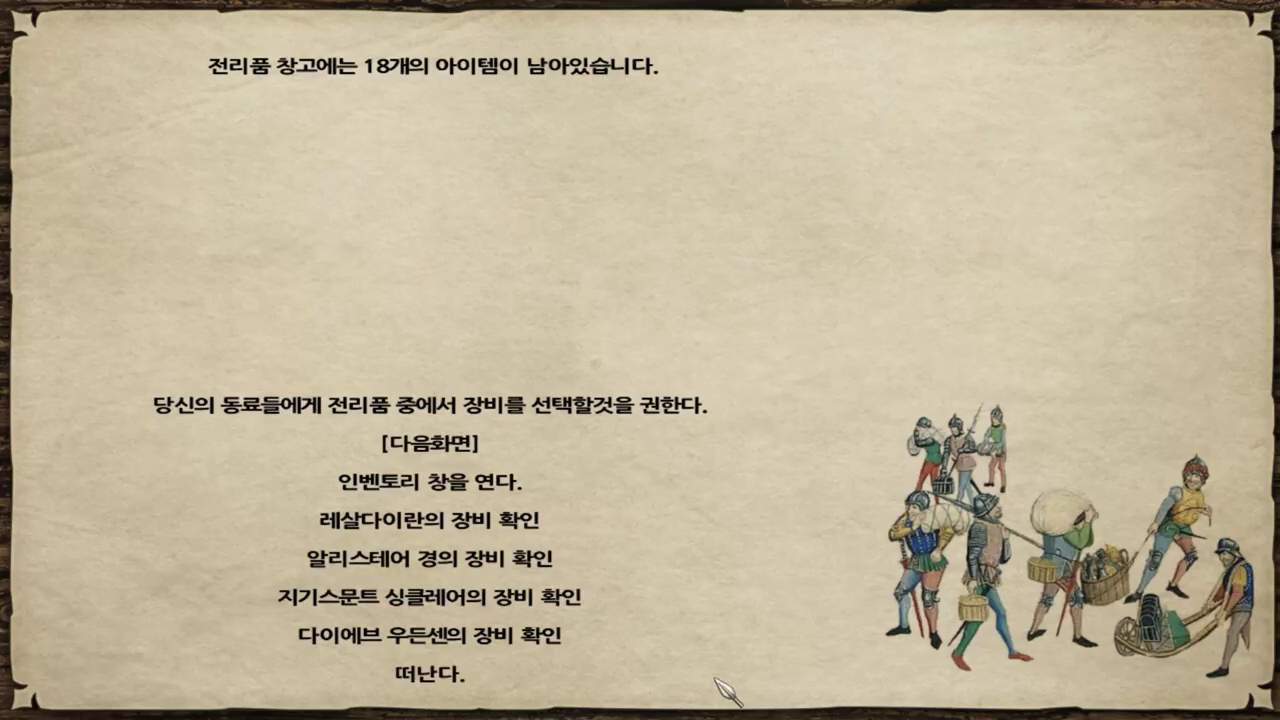 전리품 창고에는 18개의 아이템이 남아있습니다.
당신의 동료들에게 전리품 중에서 장비를 선택할것을 권한다.
[다음화면]
인벤토리 창을 연다.
레살다이란의 장비 확인
알리스테어 경의 장비 확인
지기스문트 싱클레어의 장비 확인
다이에브 우든센의 장비 확인
떠난다.